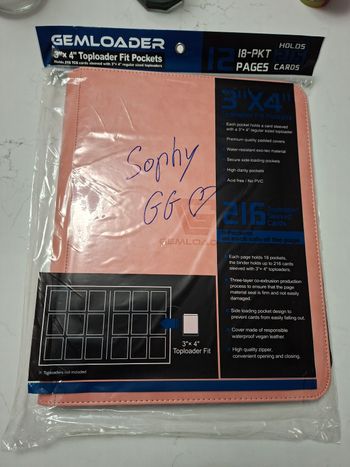 GEMLOADER
3"× 4" Toploader Fit Pockets
Holds 216 TCG cards sleeved with 3"× 4" regular sized toploaders
12
18-PKT
PAGES
HOLDS
CARDS
3"X4"
Each pocket holds a card sleeved
with a 3"× 4" regular sized toploader
Premium-quality padded covers
Water-resistant exo-tec material
Secure side-loading pockets
High clarity pockets
Acid free / No PVC
Sophy
GG ♡
GEMLOADER
216
Sleeved
Cards
Each page holds 18 pockets,
the binder holds up to 216 cards
sleeved with 3"× 4" toploaders.
Three-layer co-extrusion production
process to ensure that the page
material seal is firm and not easily
damaged.
Side loading pocket design to
prevent cards from easily falling out.
Cover made of responsible
waterproof vegan leather.
High quality zipper,
convenient opening and closing.
3"× 4"
Toploader Fit
× Toploaders not included